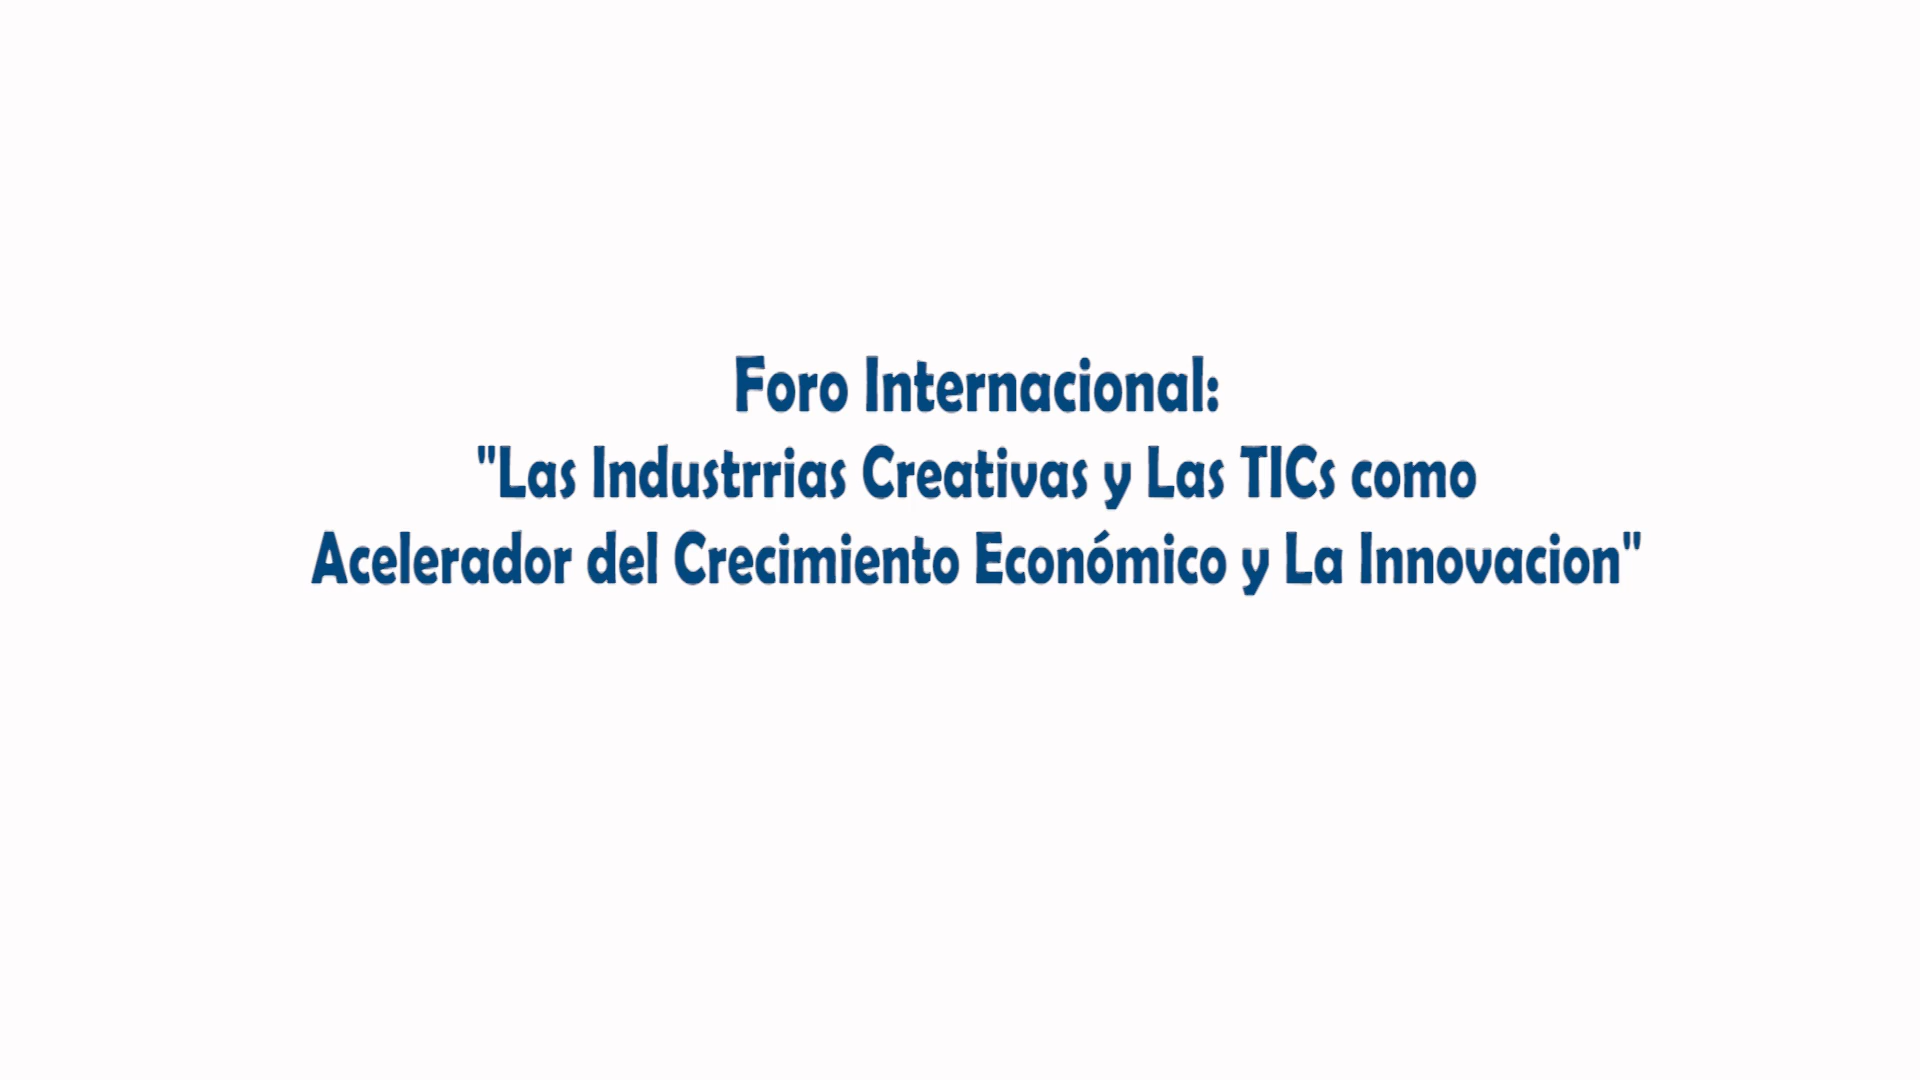 Foro Internacional:
"Las Industrrias Creativas y Las TICs como
Acelerador del Crecimiento Económico y La Innovacion"